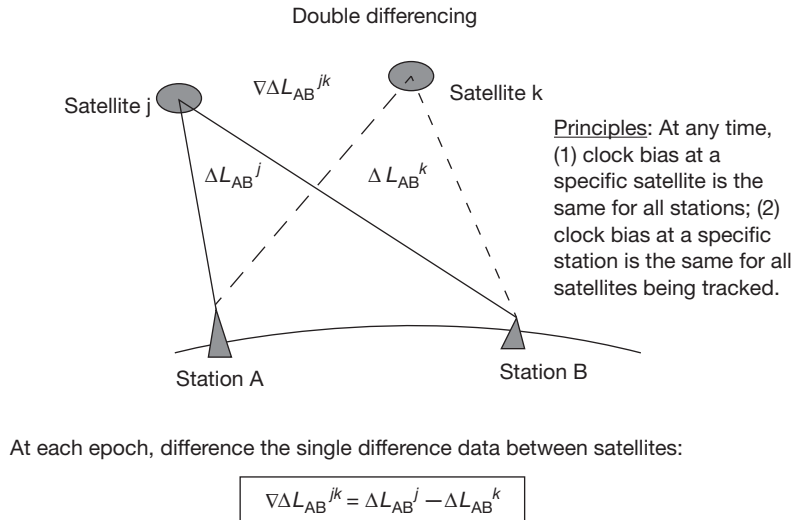 Double differencing
Satellite j
∇ΔL_AB^jk
Satellite k
ΔL_AB^j
ΔL_AB^k
Principles: At any time,
(1) clock bias at a
specific satellite is the
same for all stations; (2)
clock bias at a specific
station is the same for all
satellites being tracked.
Station A
Station B
At each epoch, difference the single difference data between satellites:
∇ΔL_AB^jk = ΔL_AB^j – ΔL_AB^k